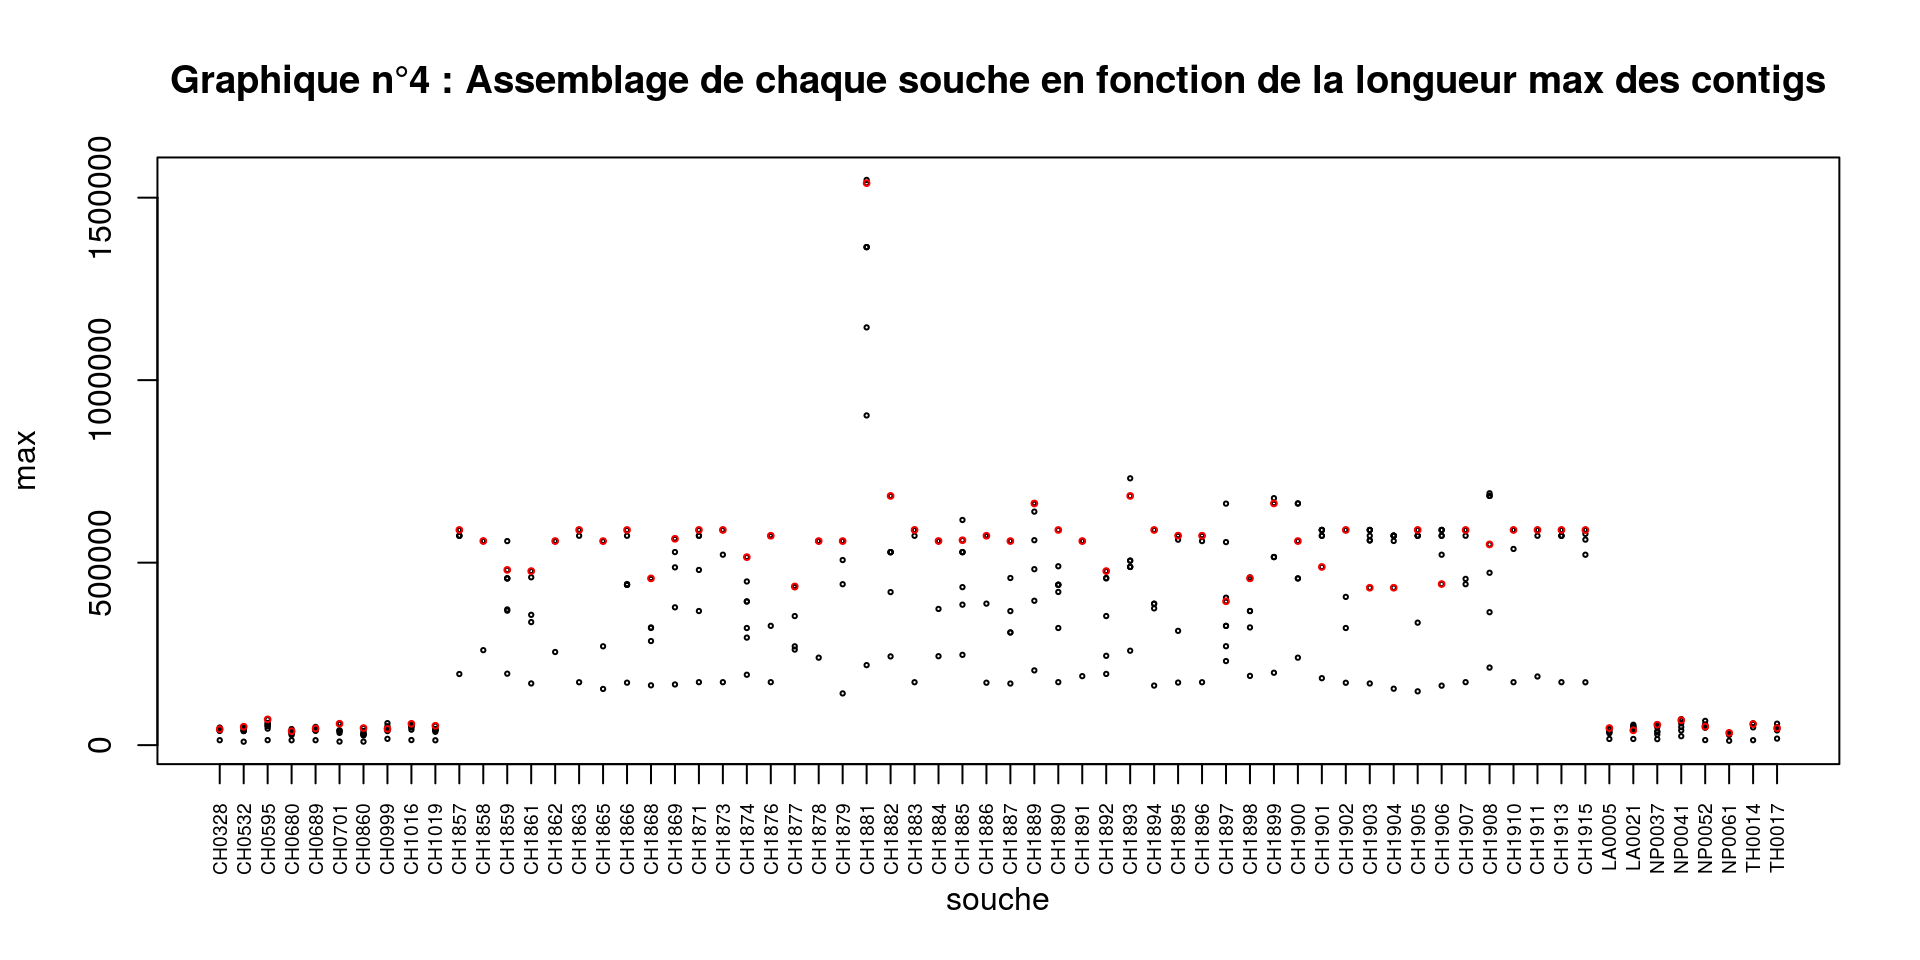 Graphique n°4 : Assemblage de chaque souche en fonction de la longueur max des contigs
max
1500000
1000000
500000
0
CH0328
CH0532
CH0595
CH0680
CH0689
CH0701
CH0860
CH0999
CH1016
CH1019
CH1857
CH1858
CH1859
CH1861
CH1862
CH1863
CH1865
CH1866
CH1868
CH1869
CH1871
CH1873
CH1874
CH1876
CH1877
CH1878
CH1879
CH1881
CH1882
CH1883
CH1884
CH1885
CH1886
CH1887
CH1889
CH1890
CH1891
CH1892
CH1893
CH1894
CH1895
CH1896
CH1897
CH1898
CH1899
CH1900
CH1901
CH1902
CH1903
CH1904
CH1905
CH1906
CH1907
CH1908
CH1910
CH1911
CH1913
CH1915
LA0005
LA0021
NP0037
NP0041
NP0052
NP0061
TH0014
TH0017
souche